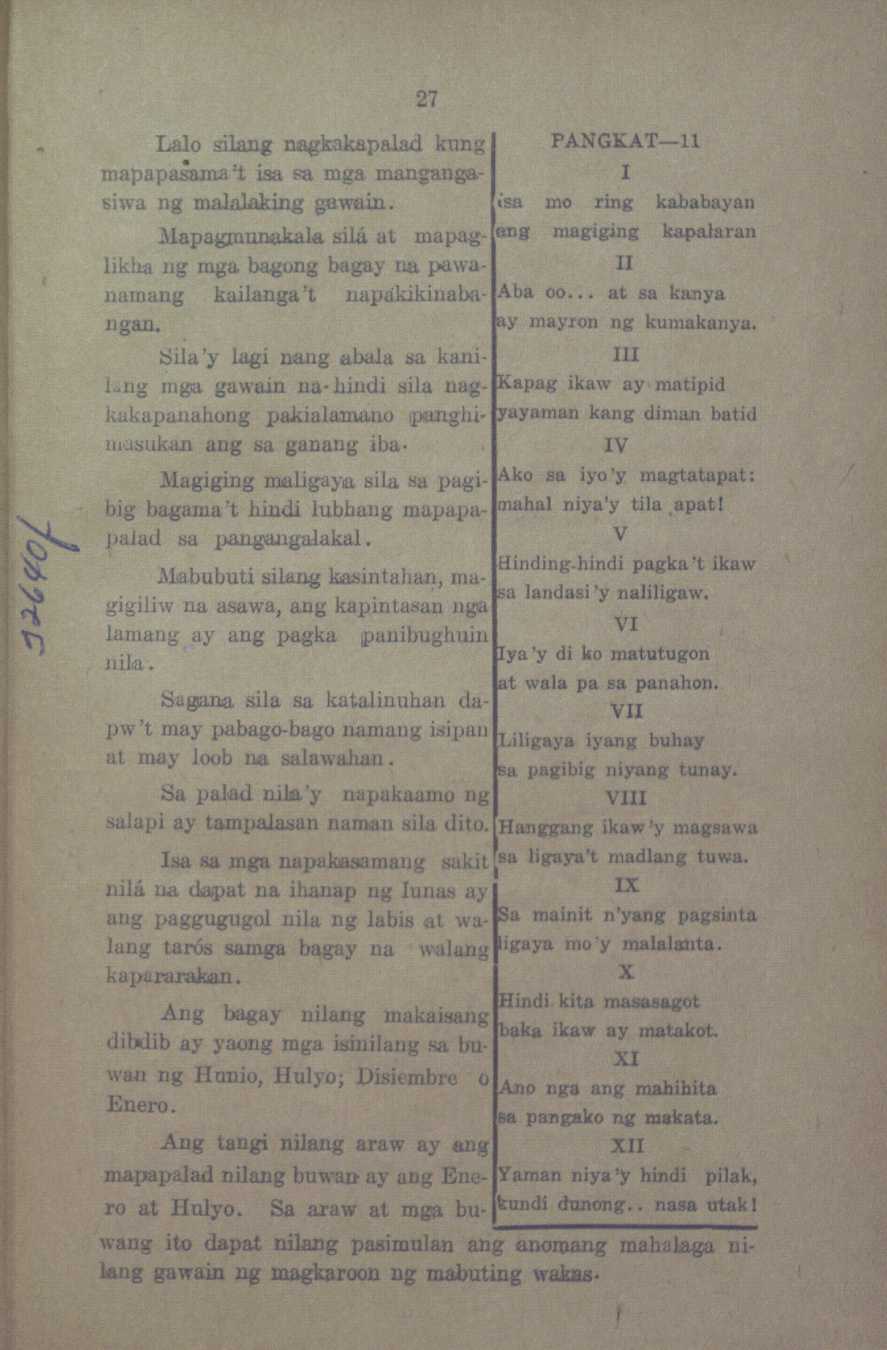 27
Lalo silang nagkakapalad kung
mapapasama't isa sa mga manganga-
siwa ng malalaking gawain.
Mapagmunakala silá at mapag-
likha ng mga bagong bagay na pawa-
namang kailanga't napakikinaba-
ngan.
Sila'y lagi nang abala sa kani-
lang mga gawain na-hindi sila nag-
kakapanahong pakialamano panghi-
masukan ang sa ganang iba.
Magiging maligaya sila sa pagi-
big bagama't hindi lubhang mapapa-
palad sa pangangalakal.
Mabubuti silang kasintahan, ma-
gigiliw na asawa, ang kapintasan nga
lamang ay ang pagka panibughuin
nila.
Sagana sila sa katalinuhan da-
pw't may pabago-bago namang isipan
at may loob na salawahan.
Sa palad nila'y napakaamo ng
salapi ay tampalasan naman sila dito.
Isa sa mga napakasamang sakit
nilá na dapat na ihanap ng lunas ay
ang paggugugol nila ng labis at wa-
lang tarós samga bagay na walang
kapararakan.
Ang bagay nilang makaisang
dibdib ay yaong mga isinilang sa bu-
wan ng Hunio, Hulyo; Disiembre o
Enero.
Ang tangi nilang araw ay ang
mapapalad nilang buwan ay ang Ene-
ro at Hulyo. Sa araw at mga bu-
wang ito dapat nilang pasimulan ang anomang mahalaga ni-
lang gawain ng magkaroon ng mabuting wakas.
PANGKAT—11
I
isa mo ring kababayan
ang magiging kapalaran
II
Aba oo... at sa kanya
ay mayron ng kumakanya.
III
Kapag ikaw ay matipid
yayaman kang diman batid
IV
Ako sa iyo'y magtatapat:
mahal niya'y tila apat!
V
Hinding-hindi pagka't ikaw
sa landasi'y naliligaw.
VI
Iya'y di ko matutugon
at wala pa sa panahon.
VII
Liligaya iyang buhay
sa pagibig niyang tunay.
VIII
Hanggang ikaw'y magsawa
sa ligaya't madlang tuwa.
IX
Sa mainit n'yang pagsinta
ligaya mo'y malalanta.
X
Hindi kita masasagot
baka ikaw ay matakot.
XI
Ano nga ang mahihita
sa pangako ng makata.
XII
Yaman niya'y hindi pilak,
kundi dunong.. nasa utak!